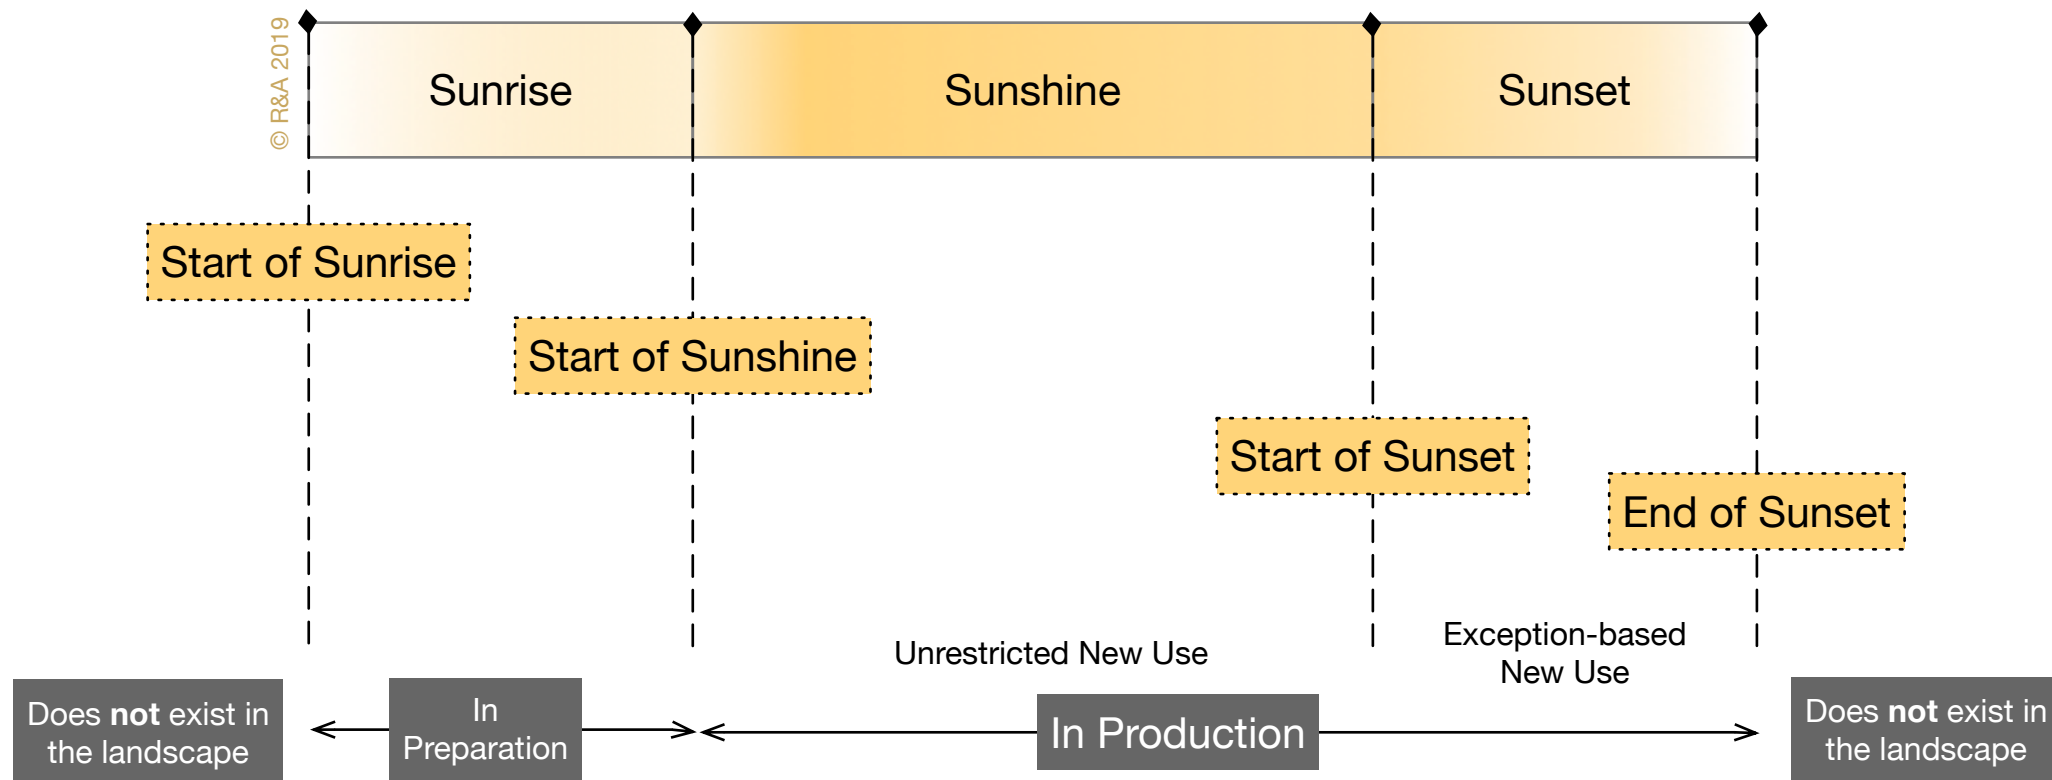 © R&A 2019
Sunrise
Sunshine
Sunset
Start of Sunrise
Start of Sunshine
Start of Sunset
End of Sunset
Unrestricted New Use
Exception-based
New Use
Does not exist in
the landscape
In
Preparation
In Production
Does not exist in
the landscape